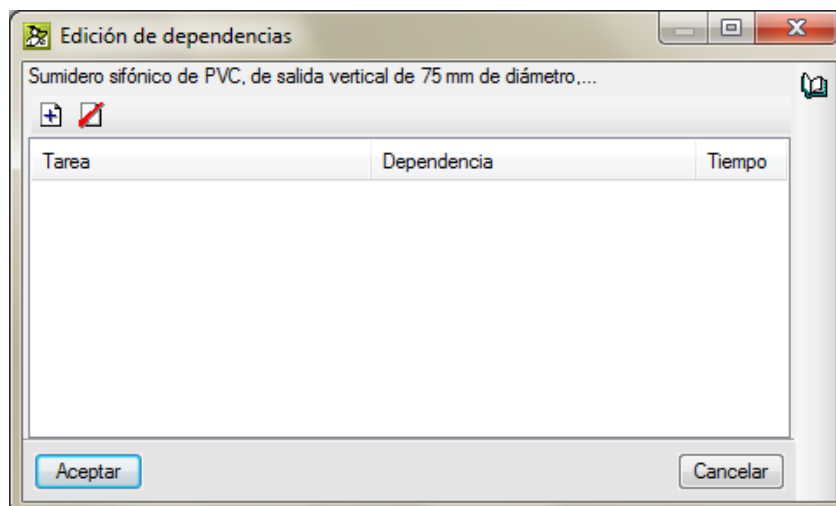 Edición de dependencias
Sumidero sifónico de PVC, de salida vertical de 75 mm de diámetro,...
Tarea Dependencia Tiempo
Aceptar Cancelar